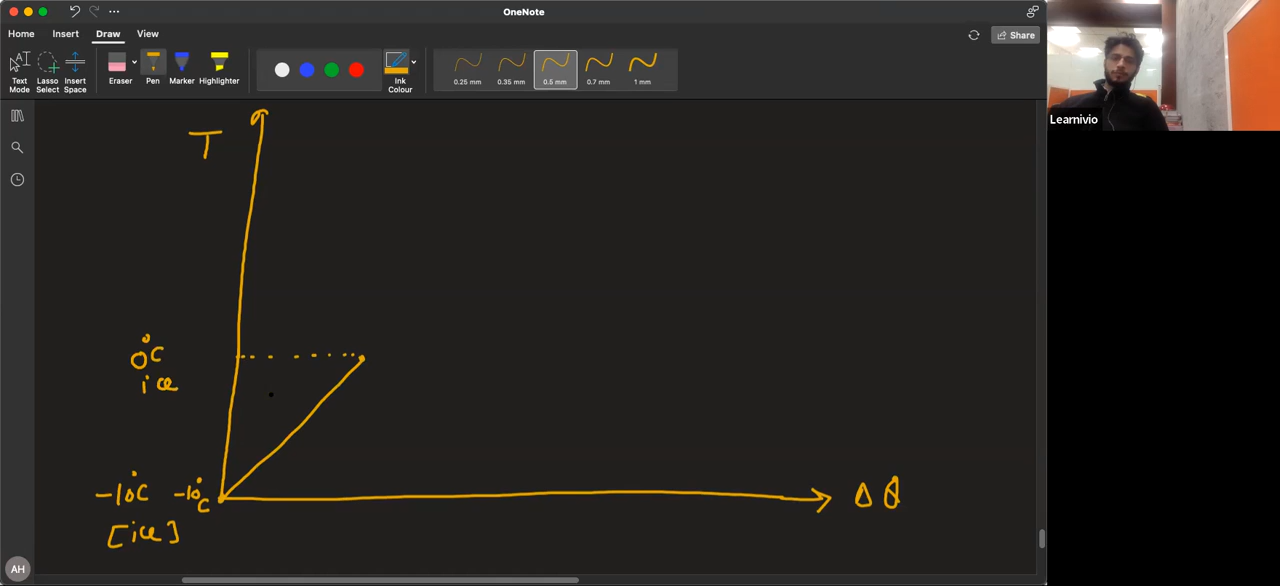 OneNote
Home Insert Draw View
Share
Text Mode Lasso Select Insert Space Eraser Pen Marker Highlighter Ink Colour 0.25 mm 0.35 mm 0.5 mm 0.7 mm 1 mm
Learnivio
T
0°C
ice
-10°C -10°C
[ice]
Δ Q
AH